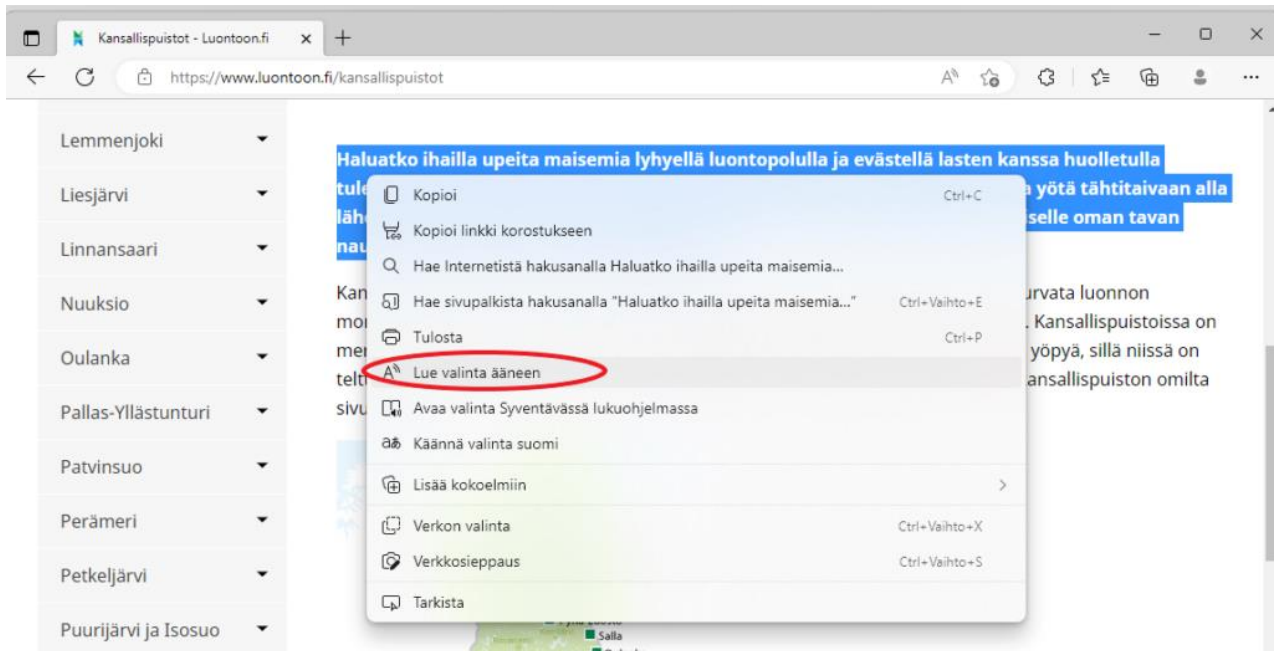 Kansallispuistot - Luontoon.fi
https://www.luontoon.fi/kansallispuistot
Lemmenjoki
Liesjärvi
Linnansaari
Nuuksio
Oulanka
Pallas-Yllästunturi
Patvinsuo
Perämeri
Petkeljärvi
Puurijärvi ja Isosuo
Haluatko ihailla upeita maisemia lyhyellä luontopolulla ja evästellä lasten kanssa huolletulla
yötä tähtitaivaan alla
oman tavan
Kopioi Ctrl+C
Kopioi linkki korostukseen
Hae Internetistä hakusanalla Haluatko ihailla upeita maisemia...
Hae sivupalkista hakusanalla "Haluatko ihailla upeita maisemia..." Ctrl+Vaihto+E
Tulosta Ctrl+P
Lue valinta ääneen
Avaa valinta Syventävässä lukuohjelmassa
Käännä valinta suomi
Lisää kokoelmiin
Verkon valinta Ctrl+Vaihto+X
Verkkosieppaus Ctrl+Vaihto+S
Tarkista
luonnon
. Kansallispuistoissa on
yöpyä, sillä niissä on
ansallispuiston omilta
Salla